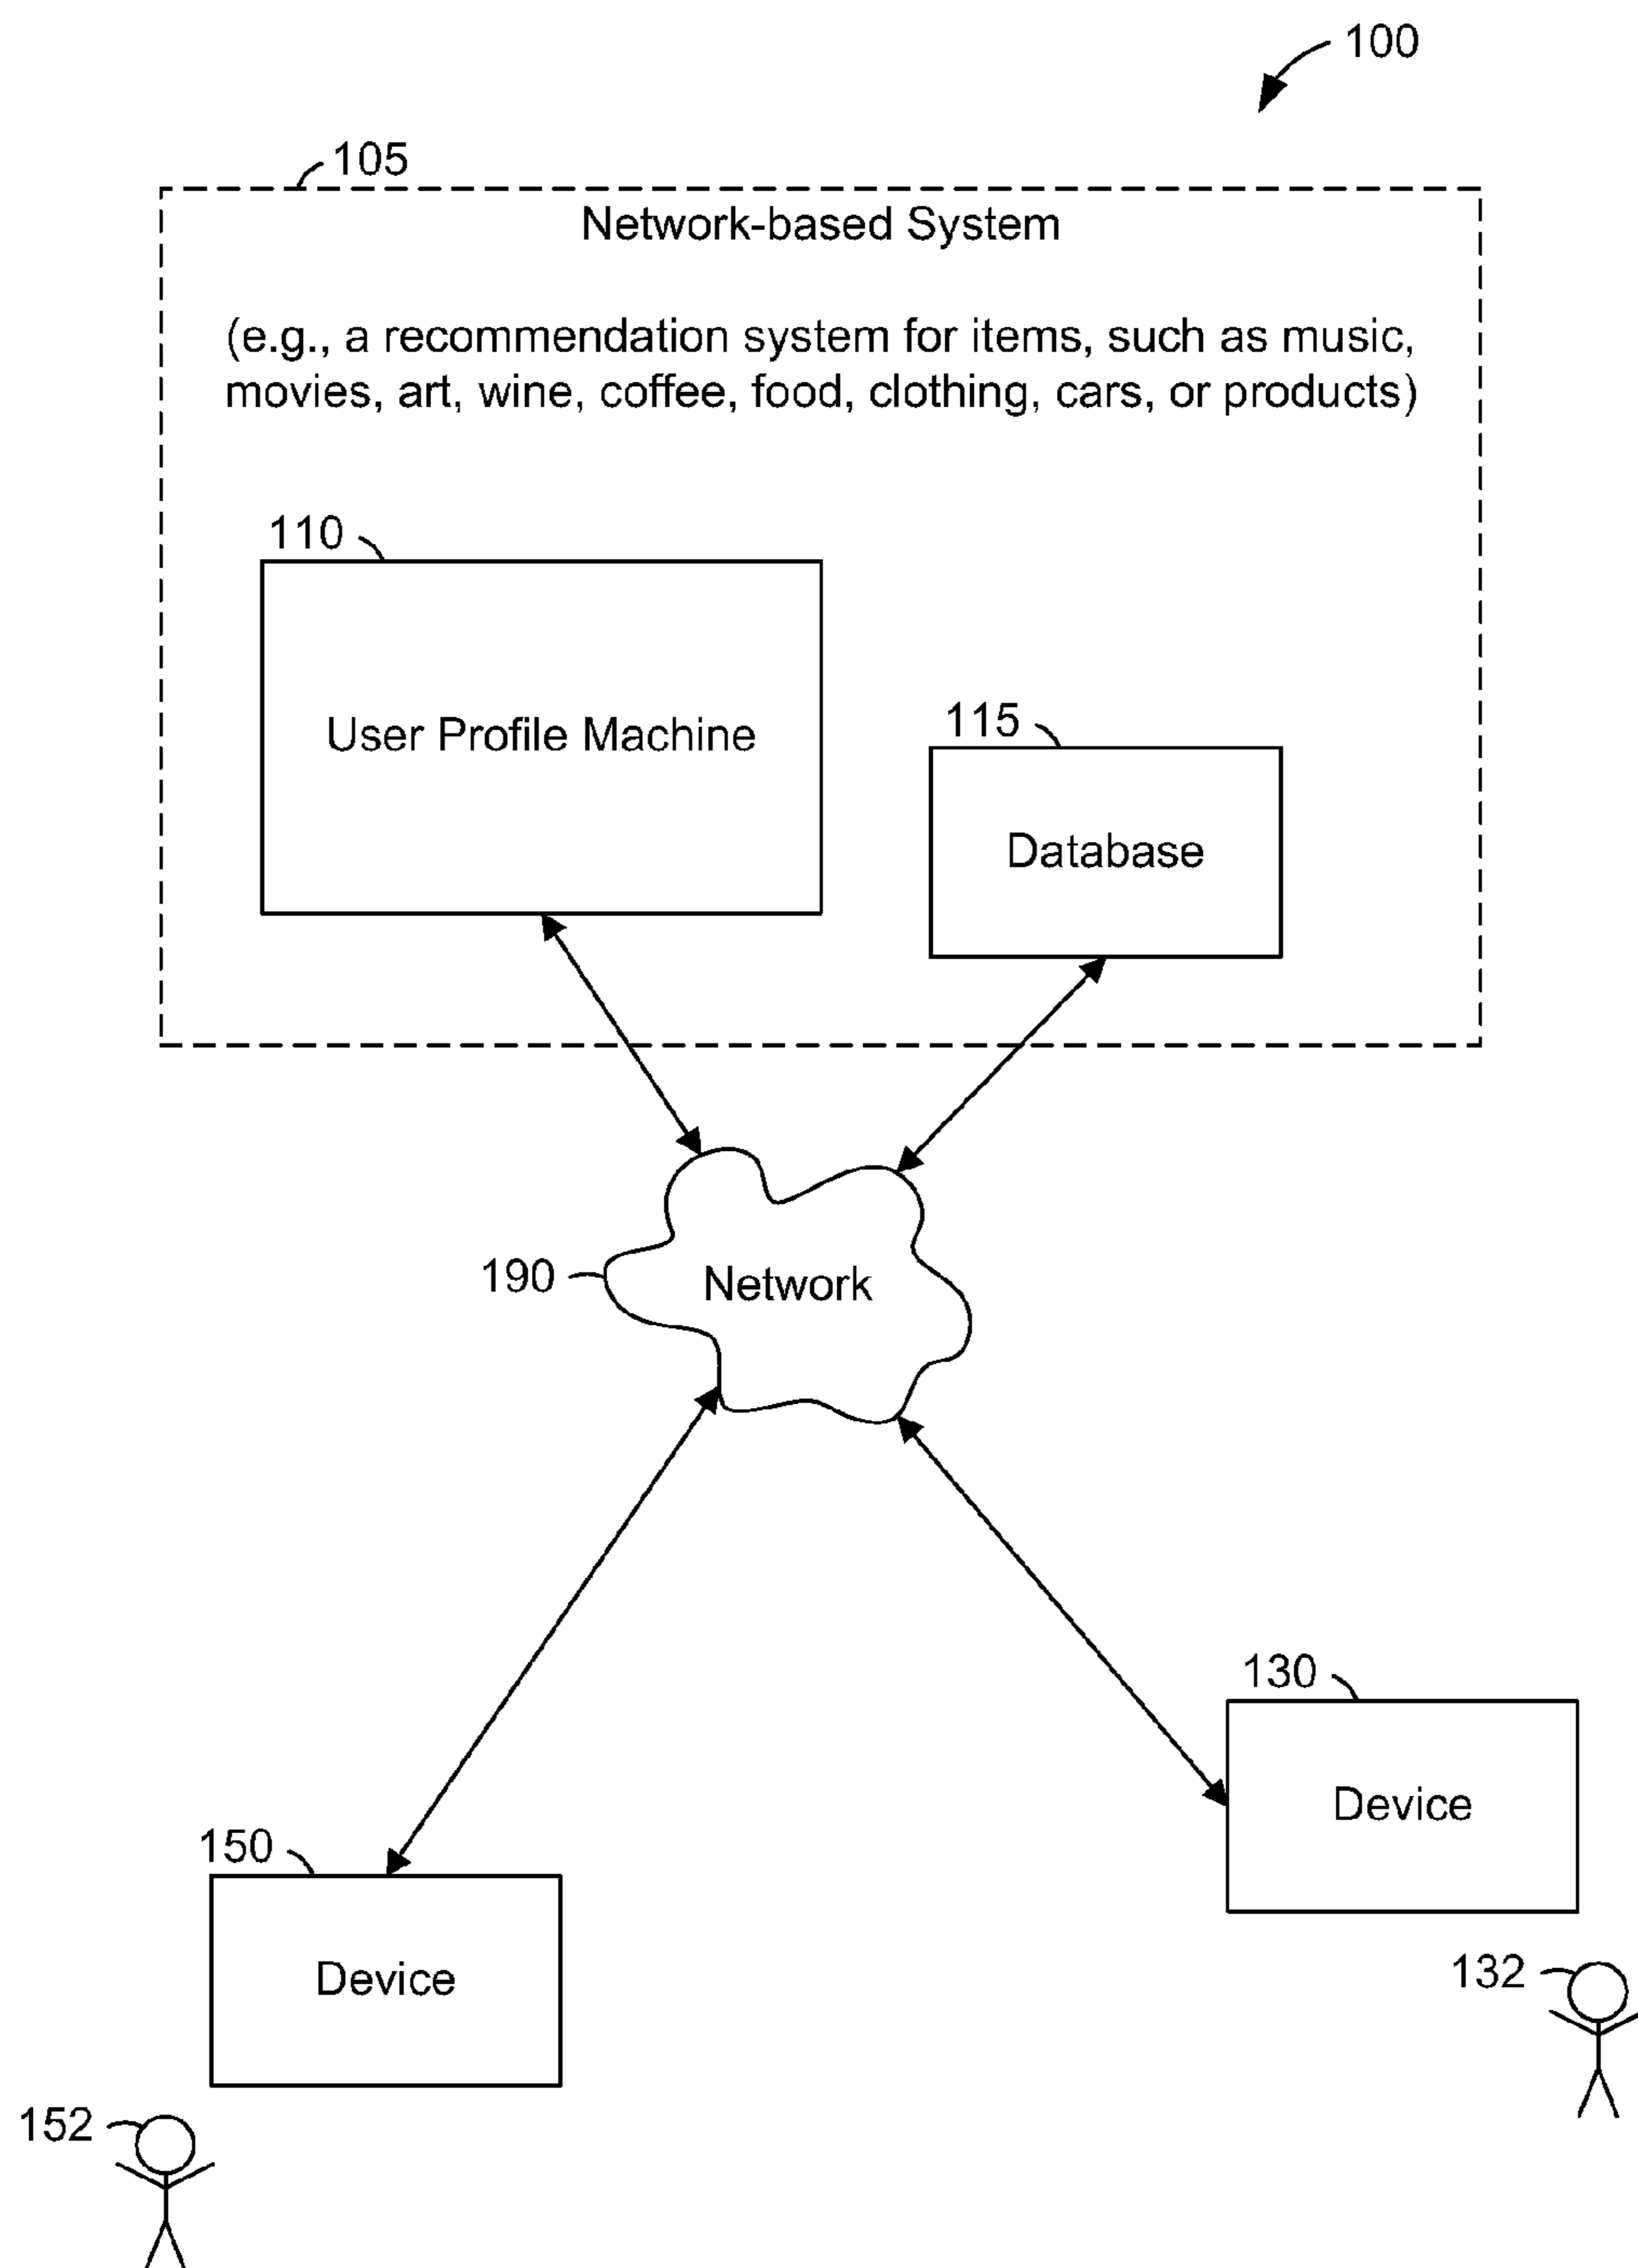 100
105
Network-based System
(e.g., a recommendation system for items, such as music,
movies, art, wine, coffee, food, clothing, cars, or products)
110
User Profile Machine
115
Database
190
Network
130
Device
150
Device
132
152